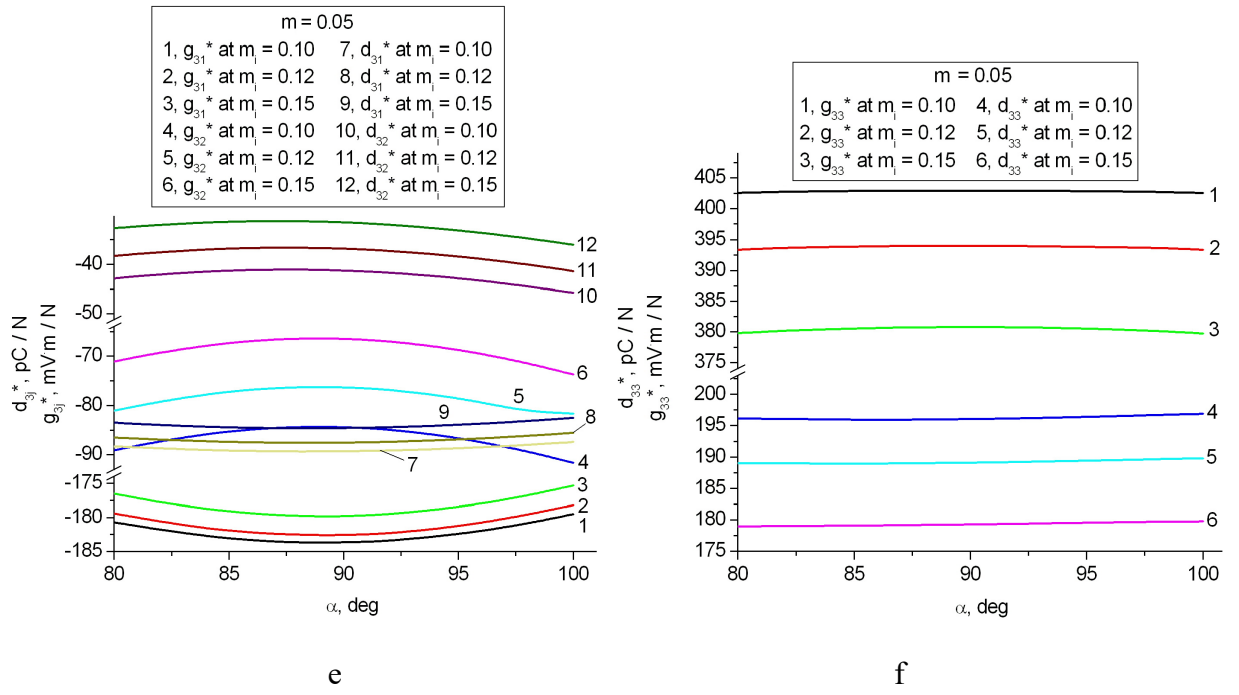 m = 0.05
1, g31* at mi = 0.10 7, d31* at mi = 0.10
2, g31* at mi = 0.12 8, d31* at mi = 0.12
3, g31* at mi = 0.15 9, d31* at mi = 0.15
4, g32* at mi = 0.10 10, d32* at mi = 0.10
5, g32* at mi = 0.12 11, d32* at mi = 0.12
6, g32* at mi = 0.15 12, d32* at mi = 0.15
d3j*, pC / N
g3j*, mV.m / N
-40
-50
-70
-80
-90
-175
-180
-185
12
11
10
6
5
9
8
7
4
3
2
1
80 85 90 95 100
α, deg
e
m = 0.05
1, g33* at mi = 0.10 4, d33* at mi = 0.10
2, g33* at mi = 0.12 5, d33* at mi = 0.12
3, g33* at mi = 0.15 6, d33* at mi = 0.15
d33*, pC / N
g33*, mV.m / N
405
400
395
390
385
380
375
200
195
190
185
180
175
1
2
3
4
5
6
80 85 90 95 100
α, deg
f